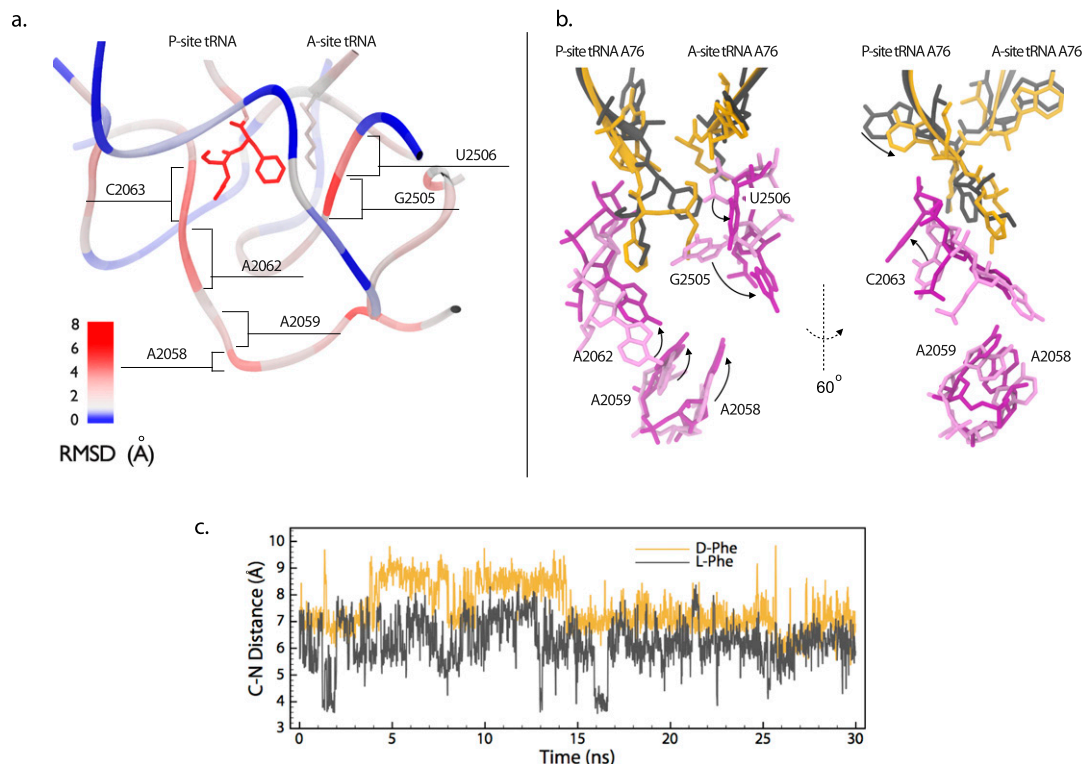 a.
P-site tRNA
A-site tRNA
U2506
G2505
C2063
A2062
A2059
A2058
8
6
4
2
0
RMSD (Å)
b.
P-site tRNA A76
A-site tRNA A76
U2506
G2505
A2062
A2059
A2058
60°
P-site tRNA A76
A-site tRNA A76
C2063
A2059
A2058
c.
D-Phe
L-Phe
10
9
8
7
6
5
4
3
C-N Distance (Å)
0 5 10 15 20 25 30
Time (ns)